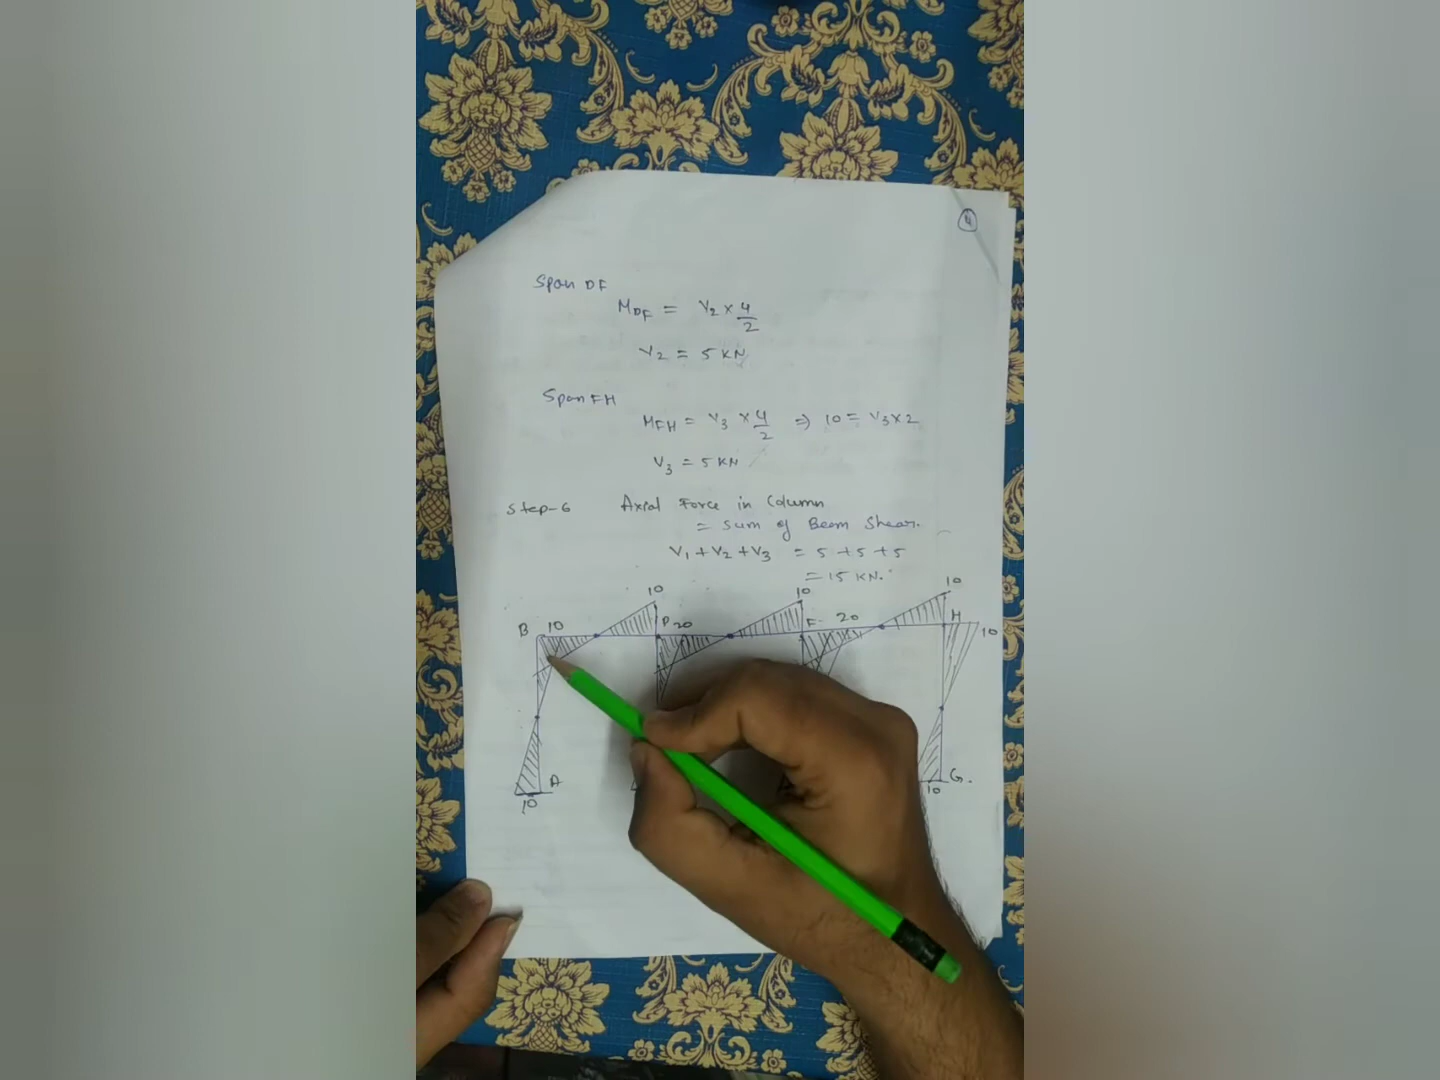 4
Span DF
MDF = V2 × 4/2
V2 = 5 KN
Span FH
MFH = V3 × 4/2 => 10 = V3 × 2
V3 = 5 KN
Step-6 Axial Force in Column
= Sum of Beam Shear.
V1 + V2 + V3 = 5 + 5 + 5
= 15 KN.
10 10 10
B 10 D 20 F 20 H 10
A G.
10 10